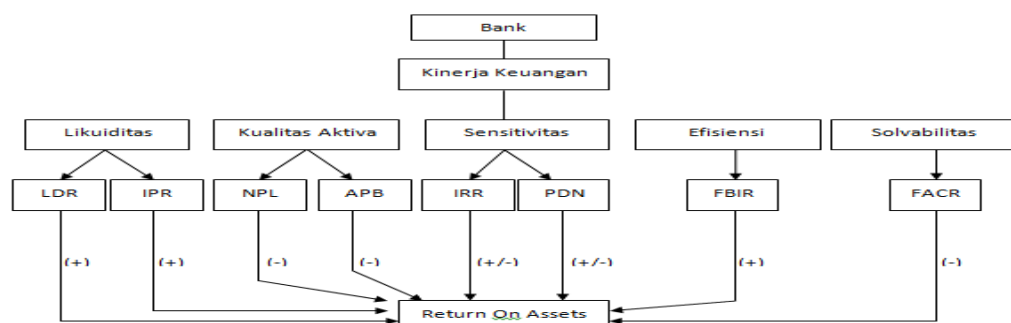 Bank
Kinerja Keuangan
Likuiditas Kualitas Aktiva Sensitivitas Efisiensi Solvabilitas
LDR IPR NPL APB IRR PDN FBIR FACR
(+) (+) (-) (-) (+/-) (+/-) (+) (-)
Return On Assets